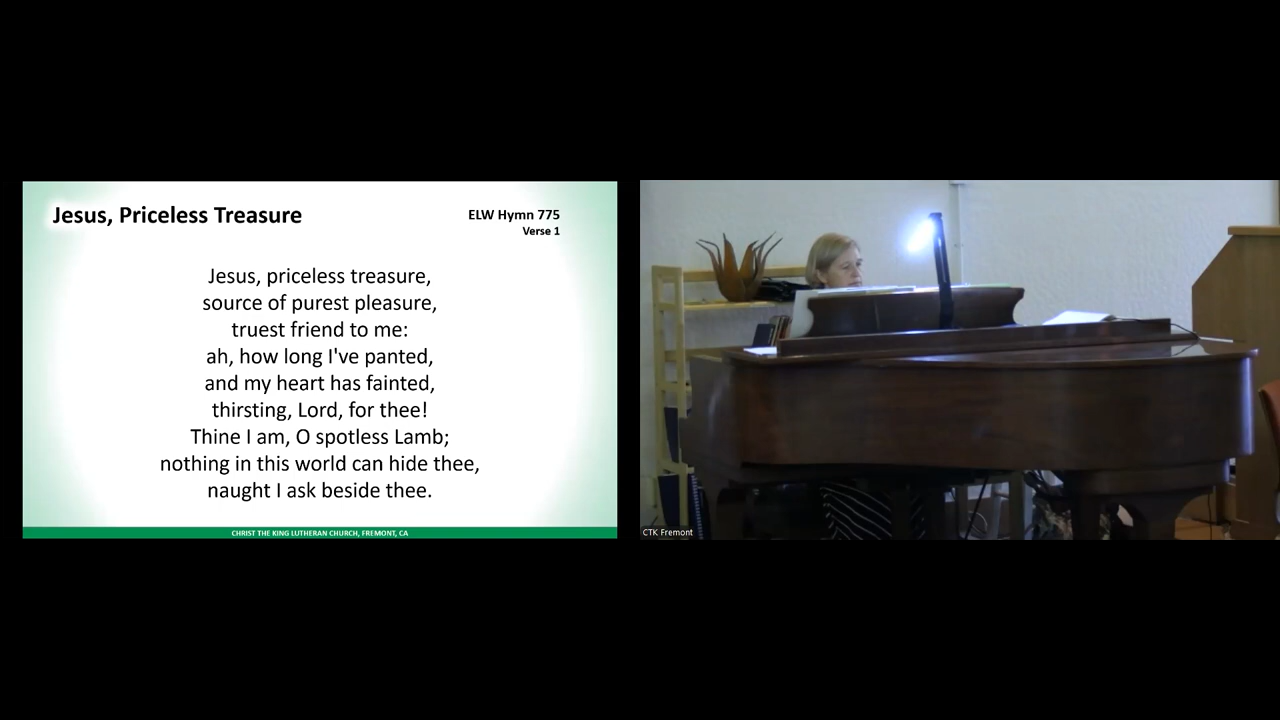 Jesus, Priceless Treasure
ELW Hymn 775
Verse 1
Jesus, priceless treasure,
source of purest pleasure,
truest friend to me:
ah, how long I've panted,
and my heart has fainted,
thirsting, Lord, for thee!
Thine I am, O spotless Lamb;
nothing in this world can hide thee,
naught I ask beside thee.
CHRIST THE KING LUTHERAN CHURCH, FREMONT, CA
CTK Fremont